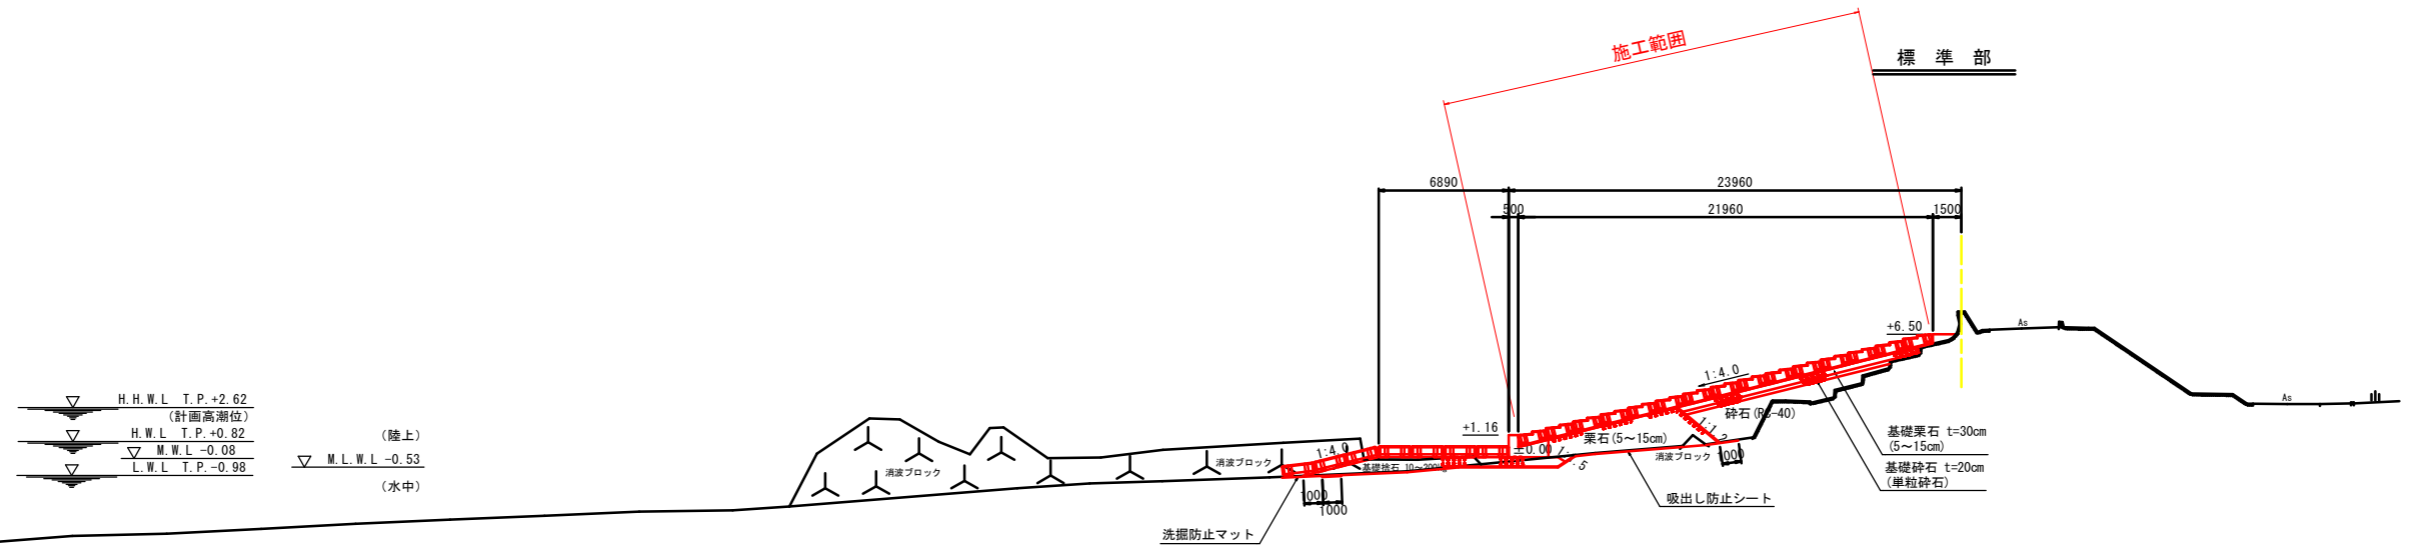 施工範囲
標 準 部
6890
23960
500
21960
1500
+6.50
As
1:4.0
H.H.W.L T.P.+2.62
(計画高潮位)
H.W.L T.P.+0.82
M.W.L -0.08
L.W.L T.P.-0.98
(陸上)
M.L.W.L -0.53
(水中)
消波ブロック
消波ブロック
1:4.0
+1.16
±0.00
栗石(5～15cm)
砕石(RC-40)
1:1.2
消波ブロック
1000
基礎栗石 t=30cm
(5～15cm)
基礎砕石 t=20cm
(単粒砕石)
As
吸出し防止シート
1000
1000
洗掘防止マット